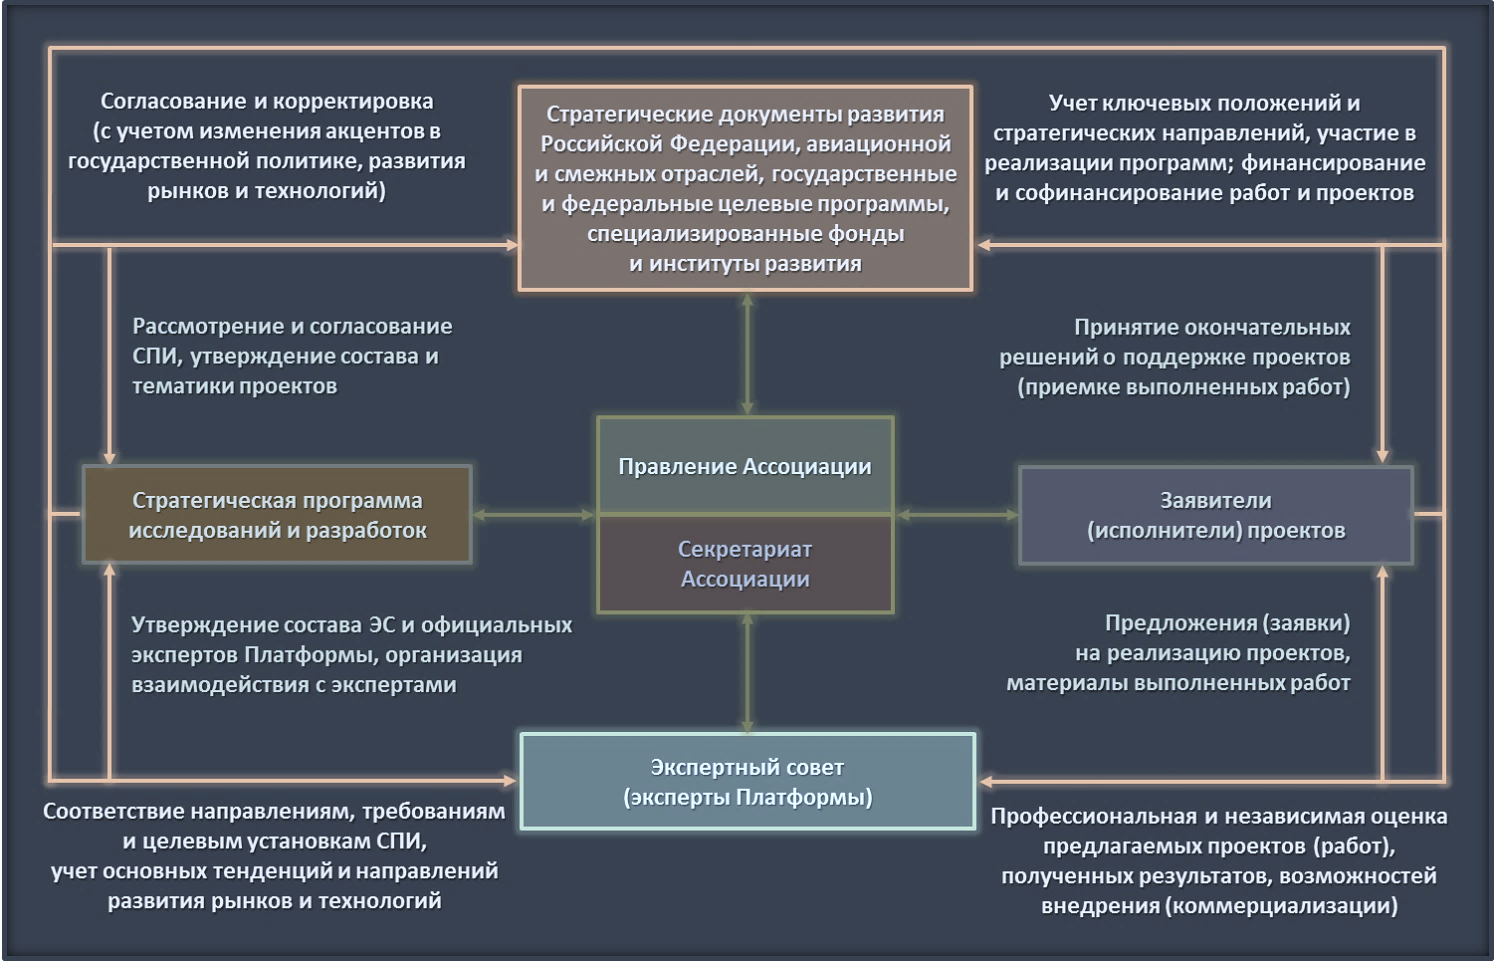 Согласование и корректировка
(с учетом изменения акцентов в
государственной политике, развития
рынков и технологий)
Стратегические документы развития
Российской Федерации, авиационной
и смежных отраслей, государственные
и федеральные целевые программы,
специализированные фонды
и институты развития
Учет ключевых положений и
стратегических направлений, участие в
реализации программ; финансирование
и софинансирование работ и проектов
Рассмотрение и согласование
СПИ, утверждение состава и
тематики проектов
Принятие окончательных
решений о поддержке проектов
(приемке выполненных работ)
Стратегическая программа
исследований и разработок
Правление Ассоциации
Секретариат
Ассоциации
Заявители
(исполнители) проектов
Утверждение состава ЭС и официальных
экспертов Платформы, организация
взаимодействия с экспертами
Предложения (заявки)
на реализацию проектов,
материалы выполненных работ
Экспертный совет
(эксперты Платформы)
Соответствие направлениям, требованиям
и целевым установкам СПИ,
учет основных тенденций и направлений
развития рынков и технологий
Профессиональная и независимая оценка
предлагаемых проектов (работ),
полученных результатов, возможностей
внедрения (коммерциализации)